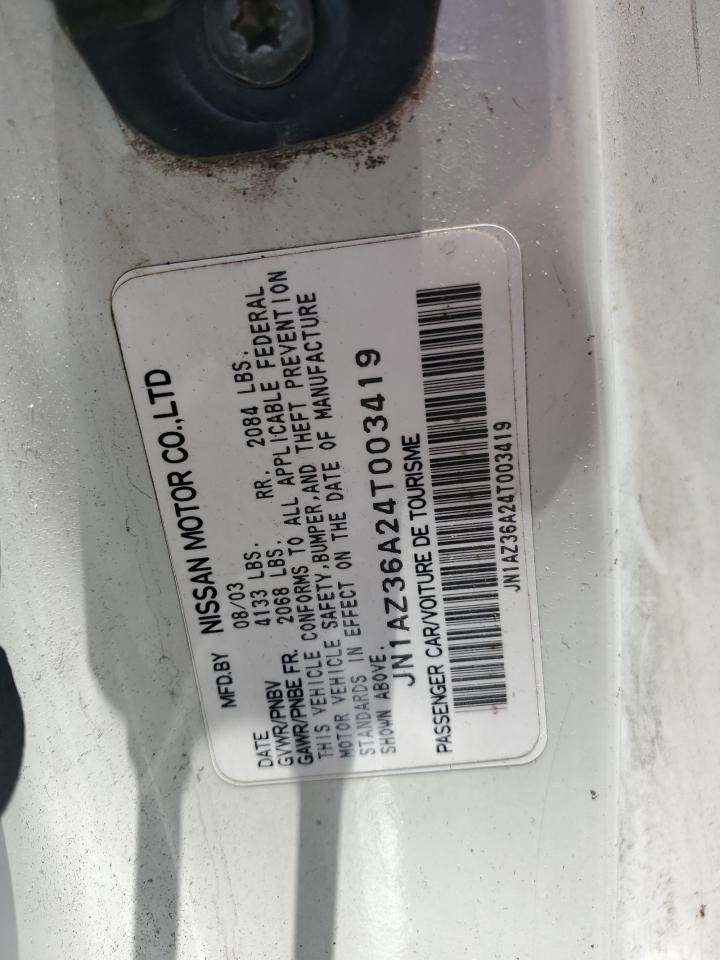 MFD.BY NISSAN MOTOR CO.,LTD
DATE 08/03
GVWR/PNBV 4133 LBS.
GAWR/PNBE FR. 2068 LBS. RR. 2084 LBS.
THIS VEHICLE CONFORMS TO ALL APPLICABLE FEDERAL
MOTOR VEHICLE SAFETY,BUMPER,AND THEFT PREVENTION
STANDARDS IN EFFECT ON THE DATE OF MANUFACTURE
SHOWN ABOVE.
JN1AZ36A24T003419
PASSENGER CAR/VOITURE DE TOURISME
JN1AZ36A24T003419